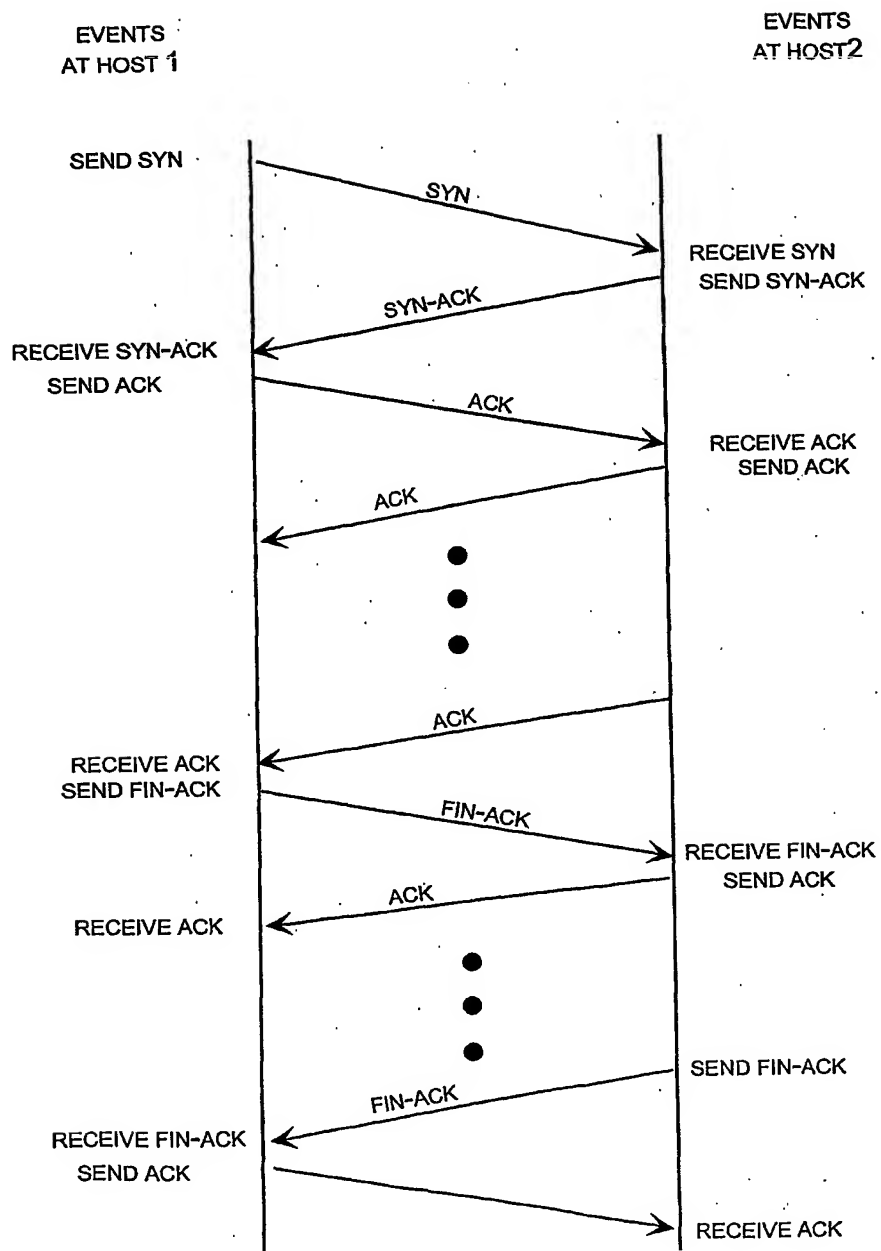 EVENTS
AT HOST 1
EVENTS
AT HOST2
SEND SYN
SYN
RECEIVE SYN
SEND SYN-ACK
SYN-ACK
RECEIVE SYN-ACK
SEND ACK
ACK
RECEIVE ACK
SEND ACK
ACK
ACK
RECEIVE ACK
SEND FIN-ACK
FIN-ACK
RECEIVE FIN-ACK
SEND ACK
ACK
RECEIVE ACK
SEND FIN-ACK
FIN-ACK
RECEIVE FIN-ACK
SEND ACK
RECEIVE ACK